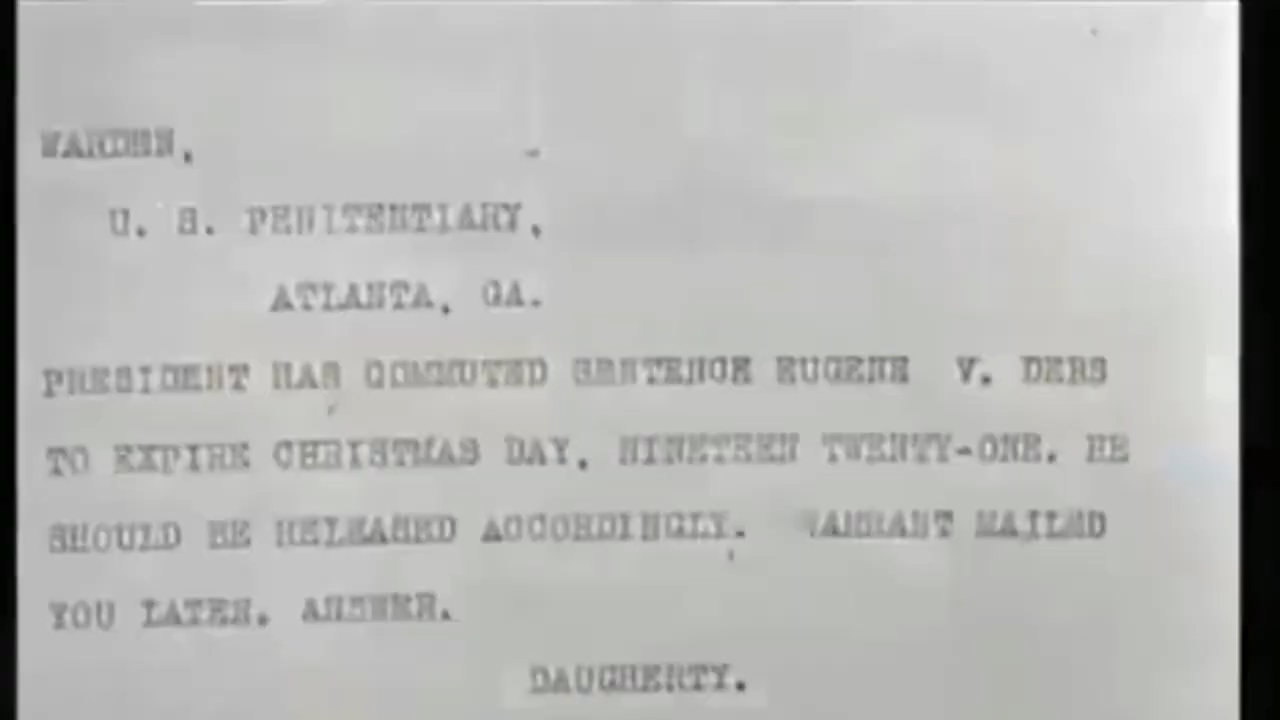 WARDEN,
U. S. PENITENTIARY,
ATLANTA, GA.
PRESIDENT HAS COMMUTED SENTENCE EUGENE V. DEBS
TO EXPIRE CHRISTMAS DAY, NINETEEN TWENTY-ONE. HE
SHOULD BE RELEASED ACCORDINGLY. WARRANT MAILED
YOU LATER. ANSWER.
DAUGHERTY.